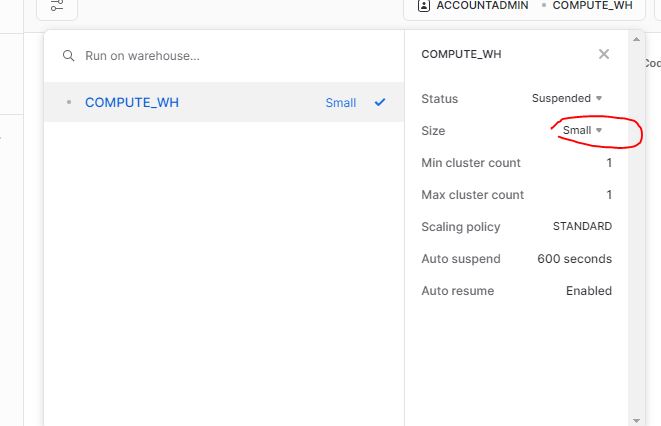 ACCOUNTADMIN COMPUTE_WH
Run on warehouse...
COMPUTE_WH Small
COMPUTE_WH
Status Suspended
Size Small
Min cluster count 1
Max cluster count 1
Scaling policy STANDARD
Auto suspend 600 seconds
Auto resume Enabled
Cod